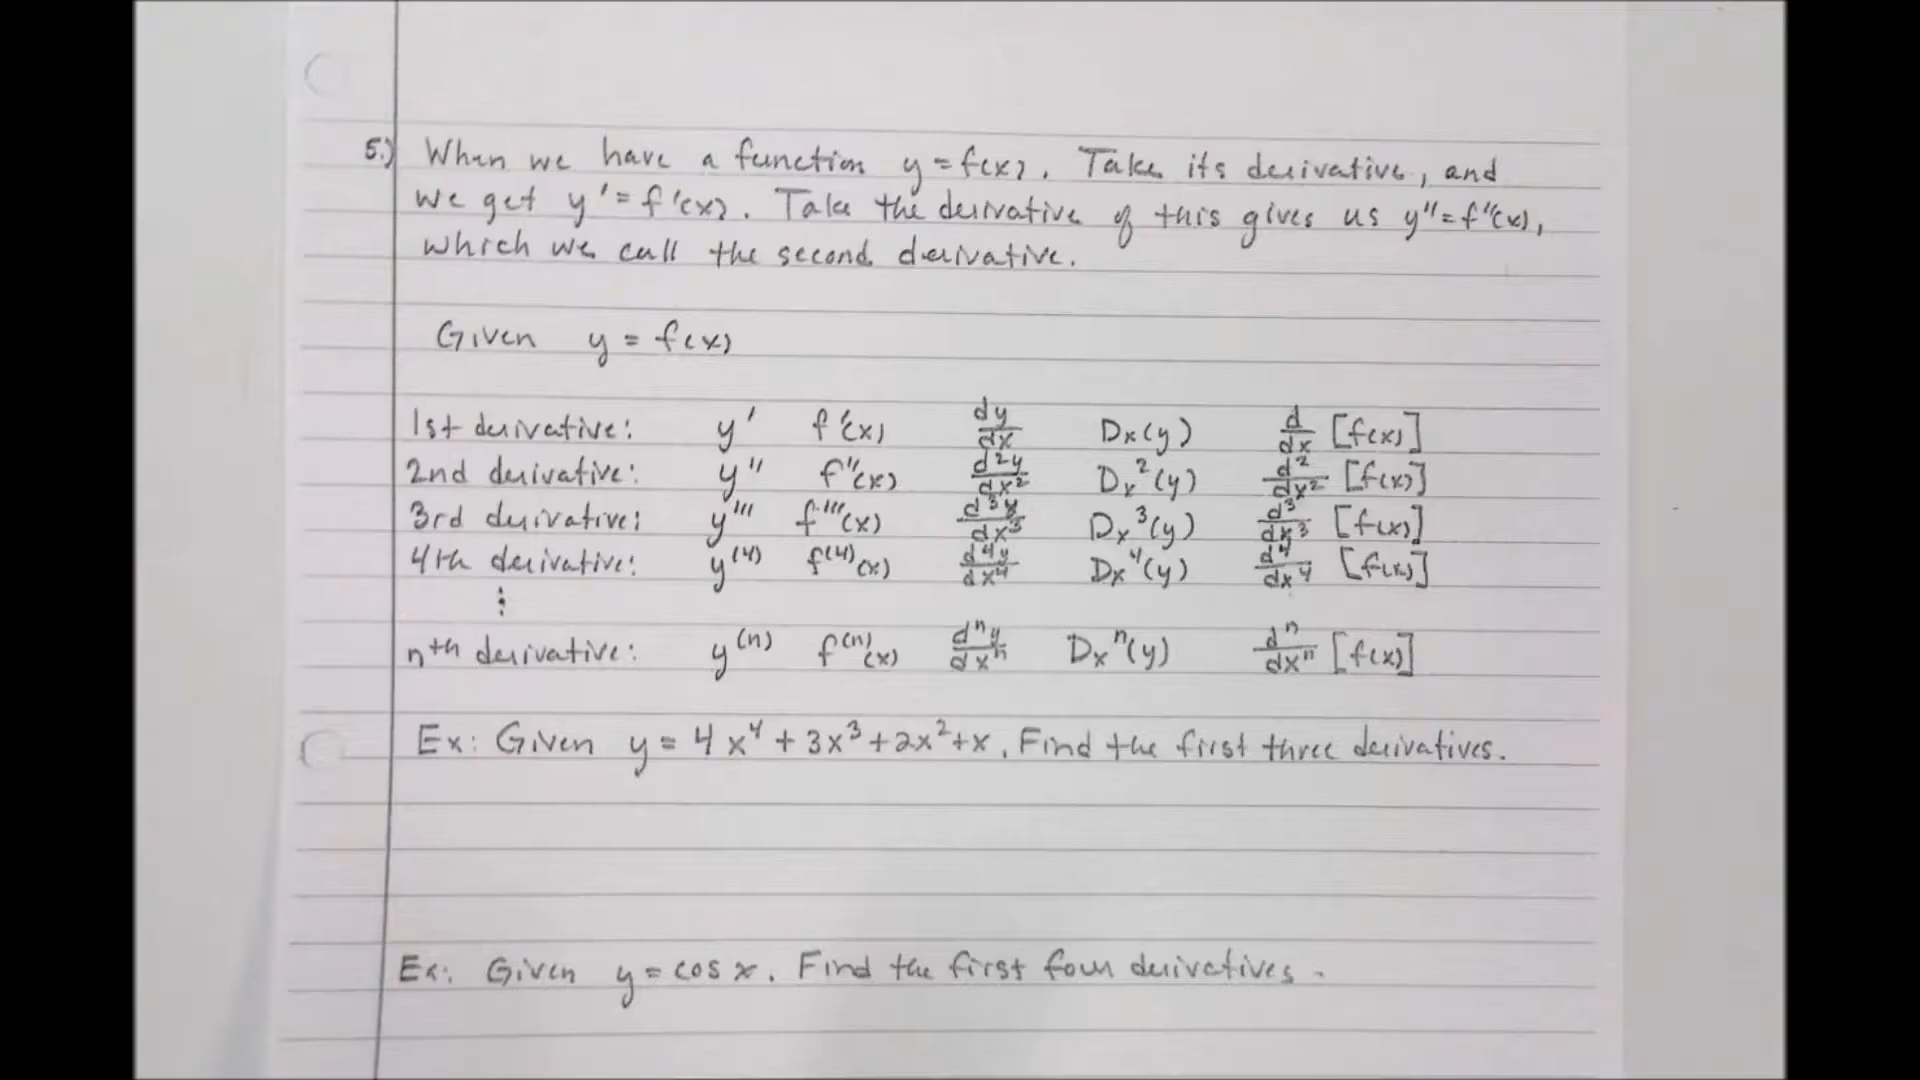 5.) When we have a function y = f(x). Take its derivative, and
we get y' = f'(x). Take the derivative of this gives us y'' = f''(x),
which we call the second derivative.
Given y = f(x)
1st derivative: y' f'(x) dy/dx Dx(y) d/dx [f(x)]
2nd derivative: y'' f''(x) d²y/dx² Dx²(y) d²/dx² [f(x)]
3rd derivative: y''' f'''(x) d³y/dx³ Dx³(y) d³/dx³ [f(x)]
4th derivative: y⁽⁴⁾ f⁽⁴⁾(x) d⁴y/dx⁴ Dx⁴(y) d⁴/dx⁴ [f(x)]
⋮
nth derivative: y⁽ⁿ⁾ f⁽ⁿ⁾(x) dⁿy/dxⁿ Dxⁿ(y) dⁿ/dxⁿ [f(x)]
Ex: Given y = 4x⁴ + 3x³ + 2x² + x. Find the first three derivatives.
Ex: Given y = cos x. Find the first four derivatives.